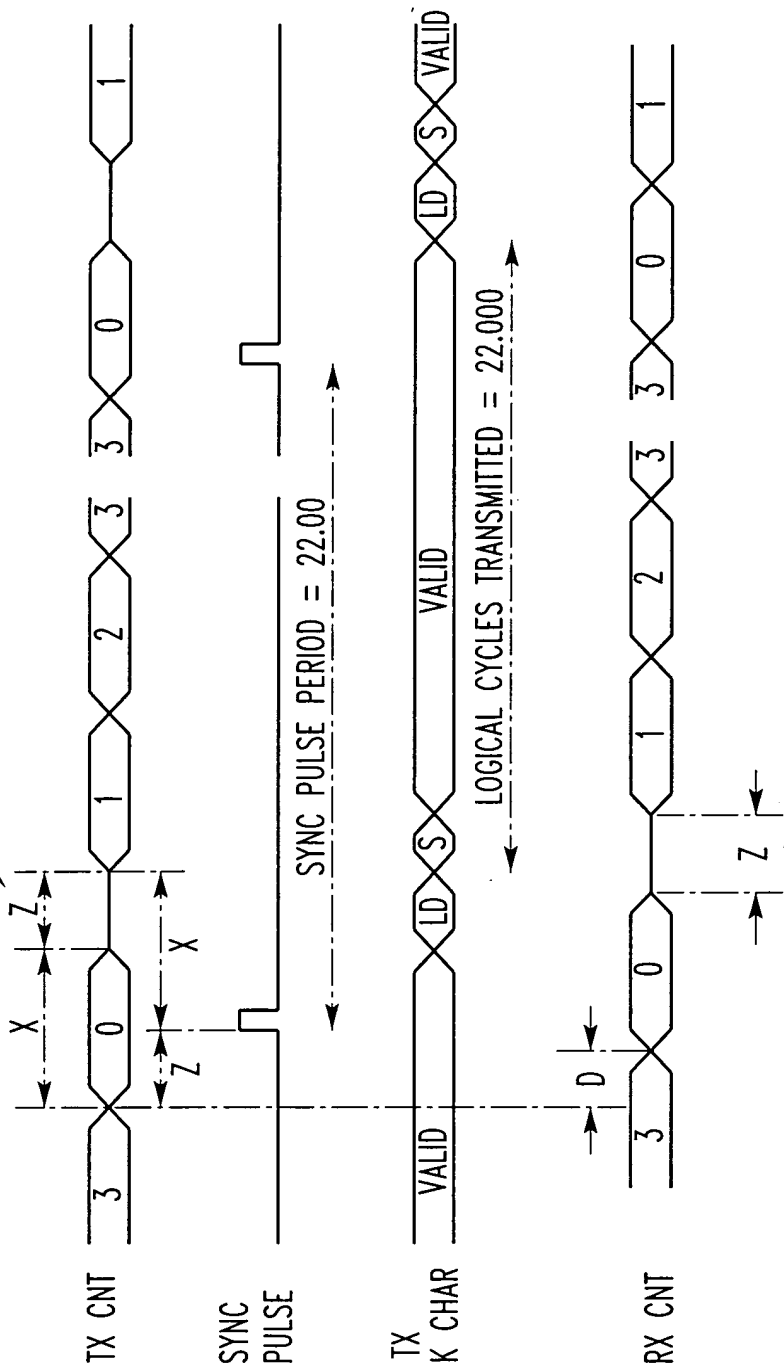 TX CNT
3
0
1
2
3
3
0
1
X
Z
Z
X
SYNC
PULSE
SYNC PULSE PERIOD = 22.00
TX
K CHAR
VALID
LD
S
VALID
LD
S
VALID
LOGICAL CYCLES TRANSMITTED = 22.000
RX CNT
3
0
1
2
3
3
0
1
D
Z